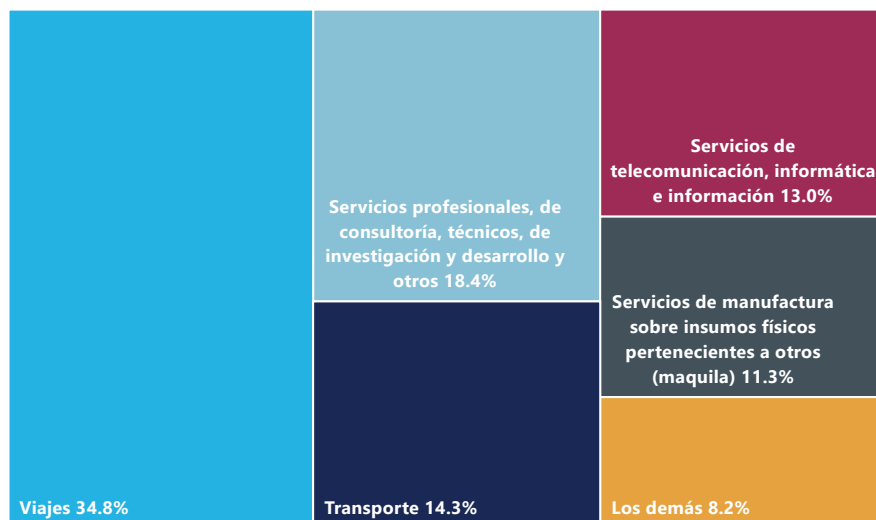 Viajes 34.8%
Servicios profesionales, de
consultoría, técnicos, de
investigación y desarrollo y
otros 18.4%
Transporte 14.3%
Servicios de
telecomunicación, informática
e información 13.0%
Servicios de manufactura
sobre insumos físicos
pertenecientes a otros
(maquila) 11.3%
Los demás 8.2%